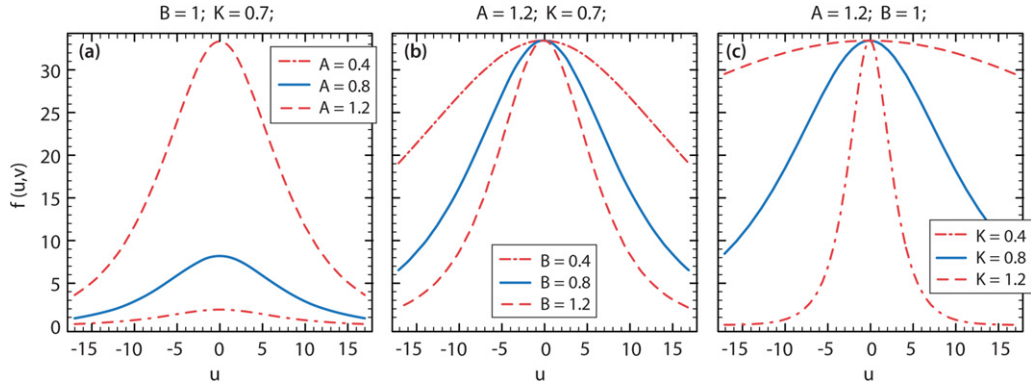 B = 1; K = 0.7;
A = 1.2; K = 0.7;
A = 1.2; B = 1;
(a)
A = 0.4
A = 0.8
A = 1.2
(b)
B = 0.4
B = 0.8
B = 1.2
(c)
K = 0.4
K = 0.8
K = 1.2
f (u,v)
30
25
20
15
10
5
0
-15 -10 -5 0 5 10 15
-15 -10 -5 0 5 10 15
-15 -10 -5 0 5 10 15
u
u
u